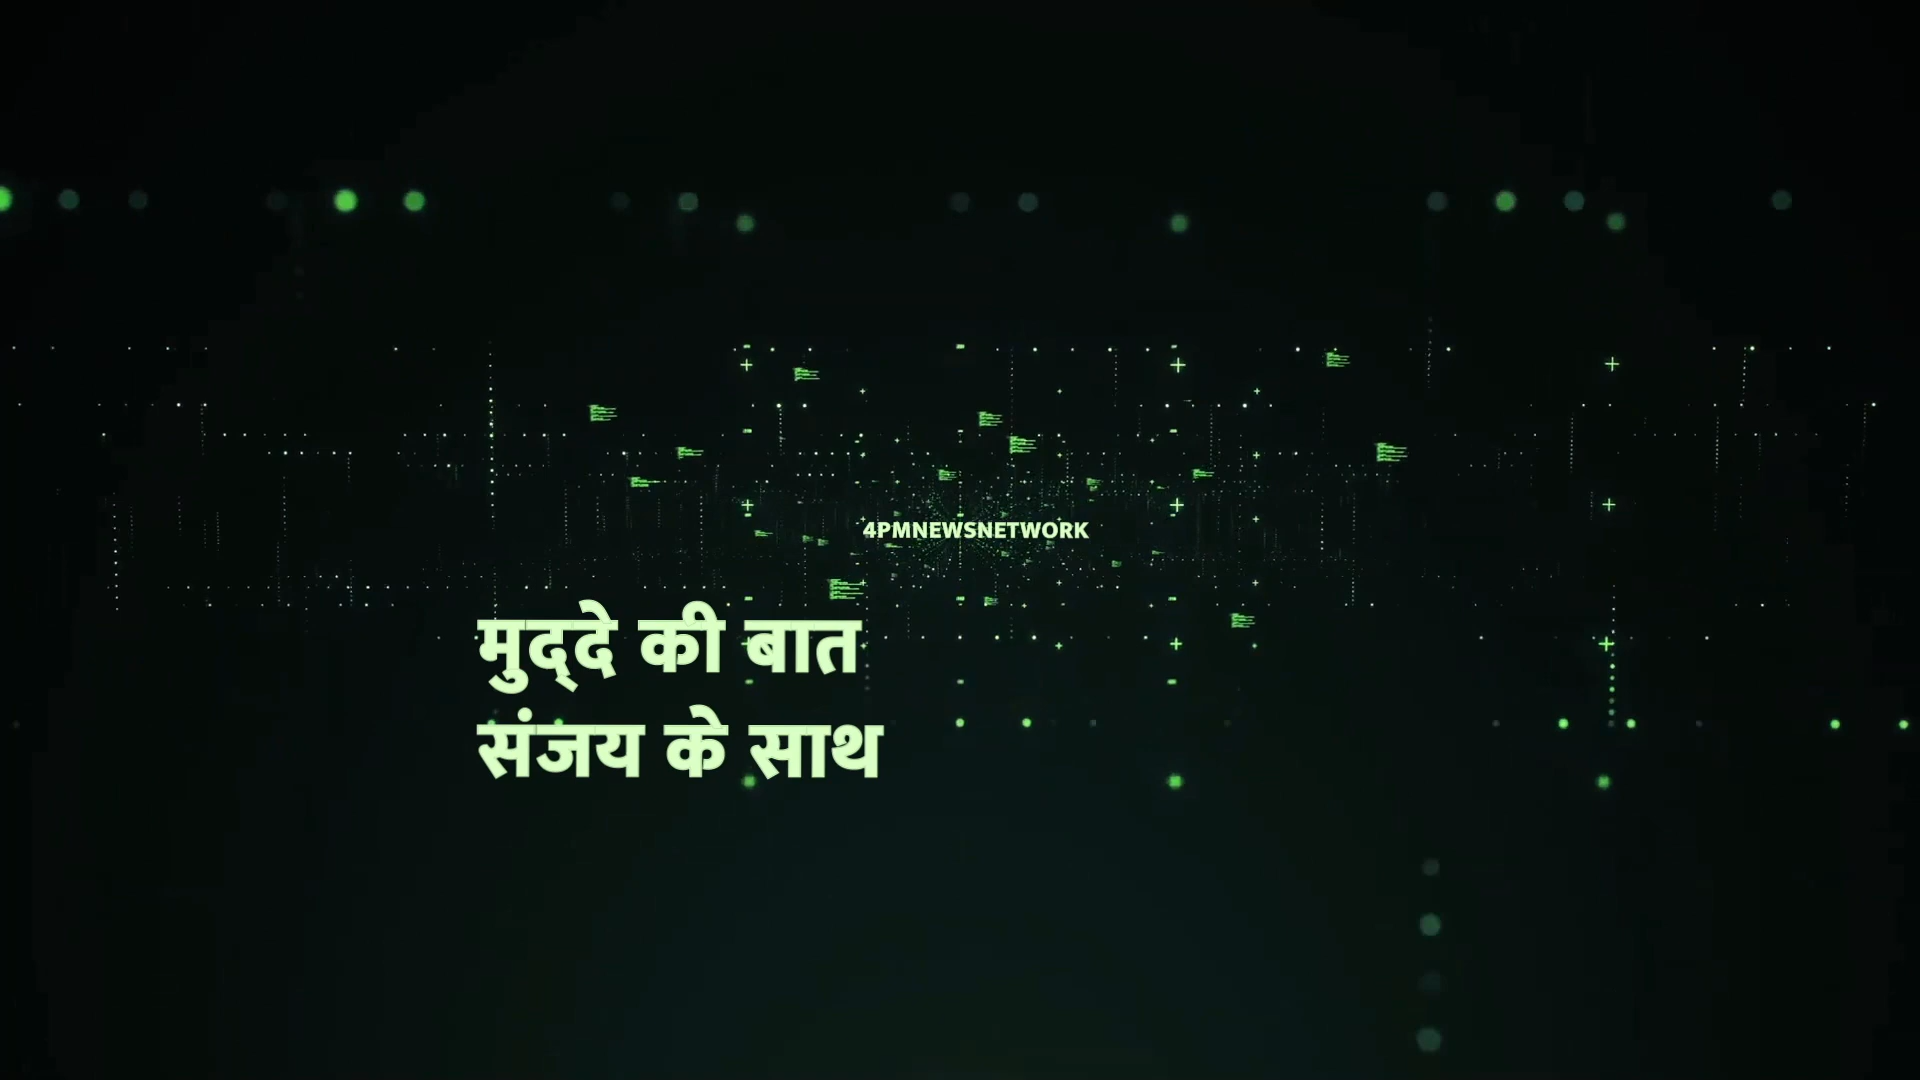 4PMNEWSNETWORK
मुद्दे की बात
संजय के साथ